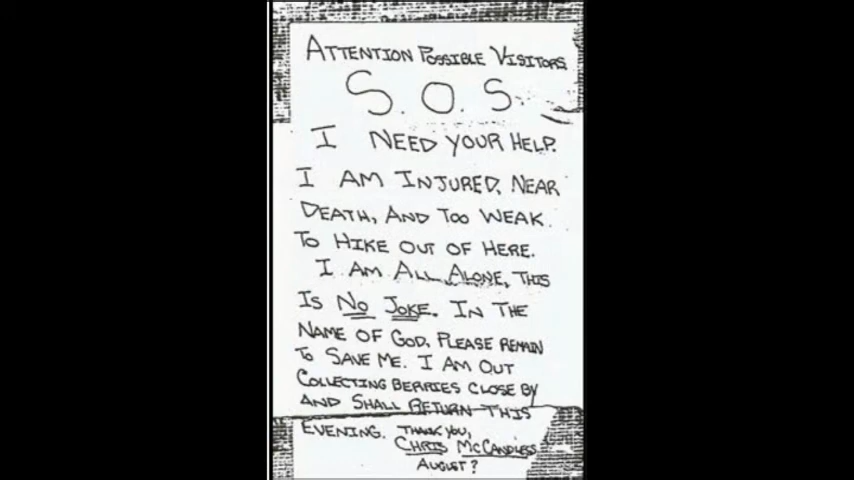 ATTENTION POSSIBLE VISITORS
S.O.S.
I NEED YOUR HELP.
I AM INJURED, NEAR
DEATH, AND TOO WEAK
TO HIKE OUT OF HERE.
I AM ALL ALONE, THIS
IS NO JOKE. IN THE
NAME OF GOD, PLEASE REMAIN
TO SAVE ME. I AM OUT
COLLECTING BERRIES CLOSE BY
AND SHALL RETURN THIS
EVENING. THANK YOU,
CHRIS McCANDLESS
AUGUST?